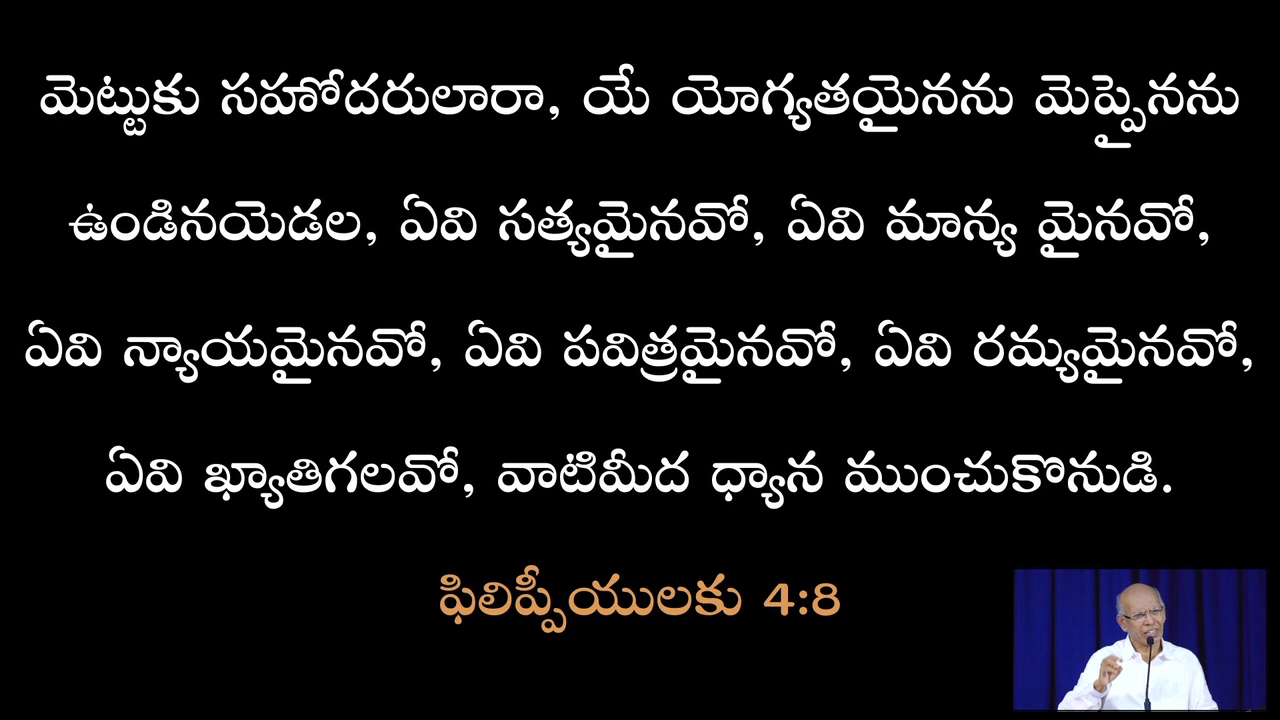 మెట్టుకు సహోదరులారా, యే యోగ్యతయైనను మెప్పైనను
ఉండినయెడల, ఏవి సత్యమైనవో, ఏవి మాన్య మైనవో,
ఏవి న్యాయమైనవో, ఏవి పవిత్రమైనవో, ఏవి రమ్యమైనవో,
ఏవి ఖ్యాతిగలవో, వాటిమీద ధ్యాన ముంచుకొనుడి.
ఫిలిప్పీయులకు 4:8